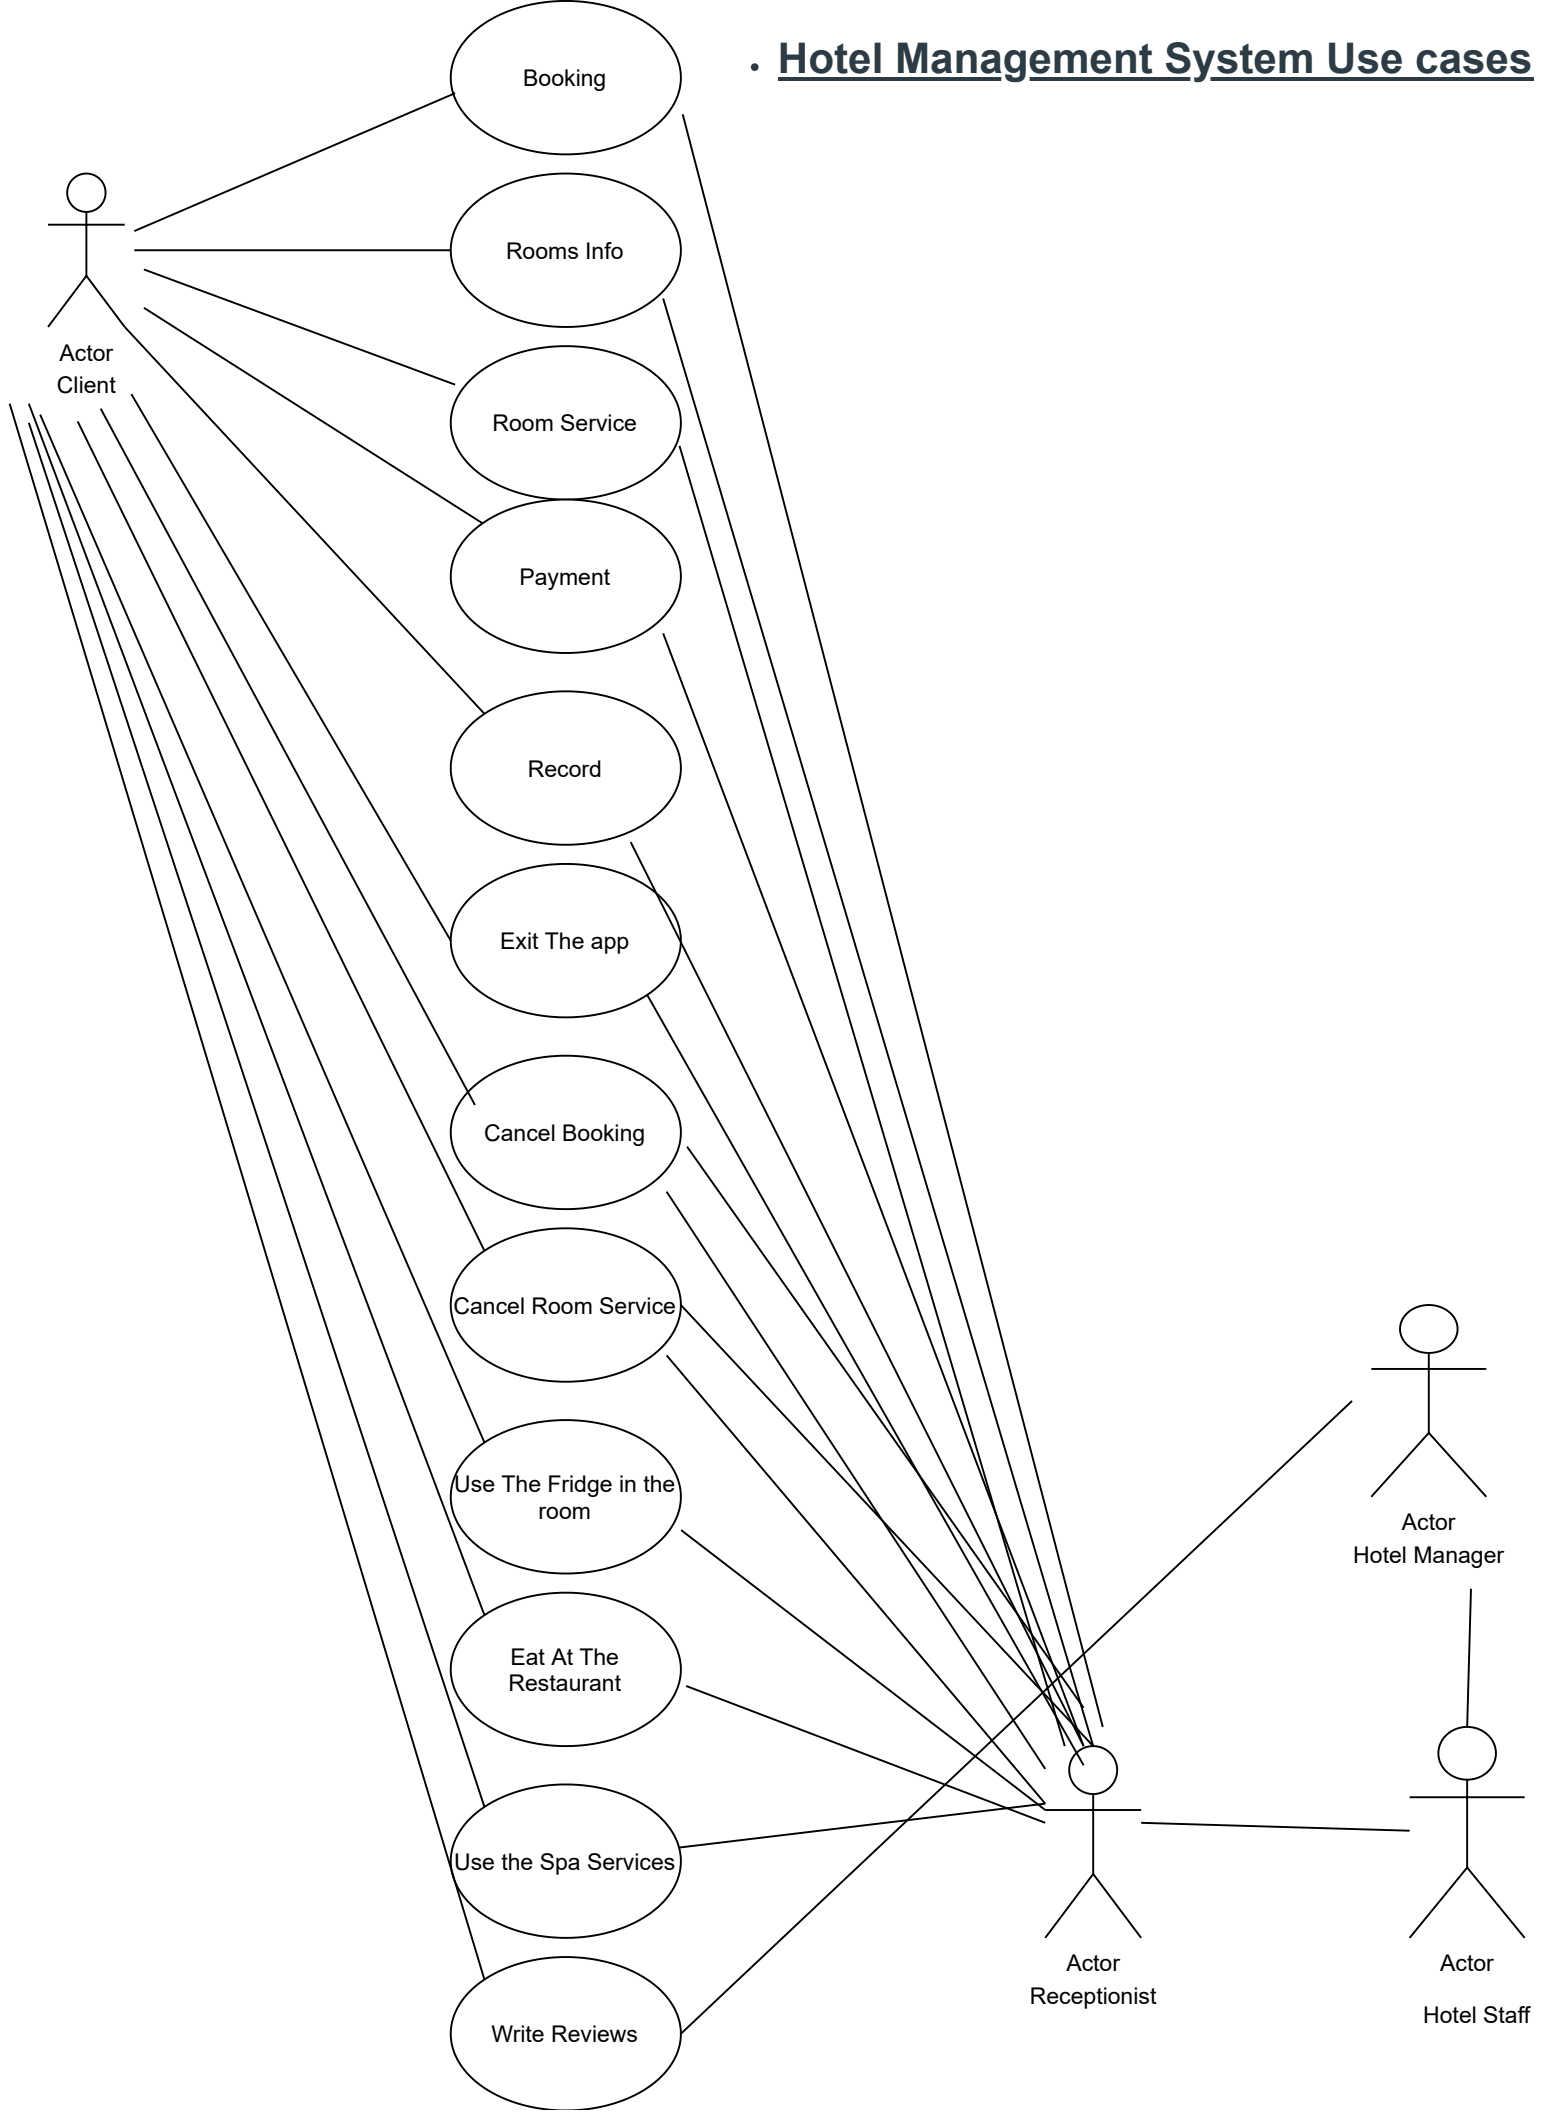 • Hotel Management System Use cases
Booking
Rooms Info
Actor
Client
Room Service
Payment
Record
Exit The app
Cancel Booking
Cancel Room Service
Use The Fridge in the
room
Eat At The
Restaurant
Use the Spa Services
Write Reviews
Actor
Hotel Manager
Actor
Receptionist
Actor
Hotel Staff